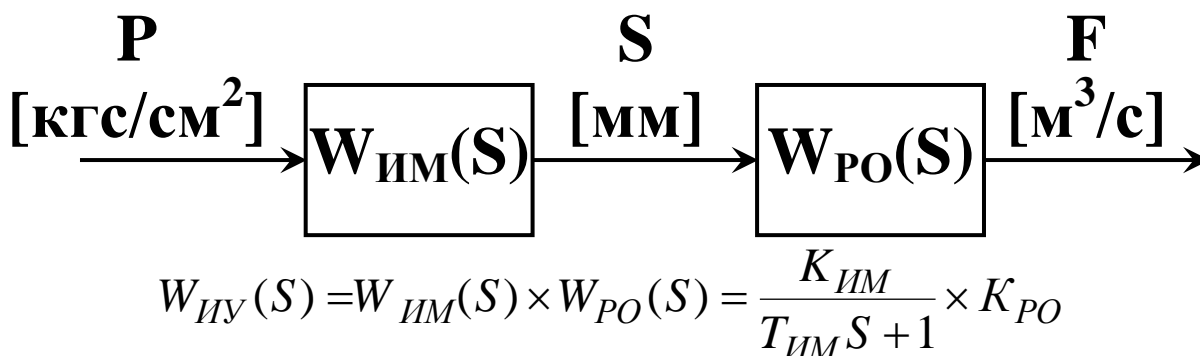 P S F
[кгс/см²] [мм] [м³/с]
W_ИМ(S) W_РО(S)
W_ИУ(S) = W_ИМ(S) × W_РО(S) = K_ИМ / (T_ИМ S + 1) × K_РО